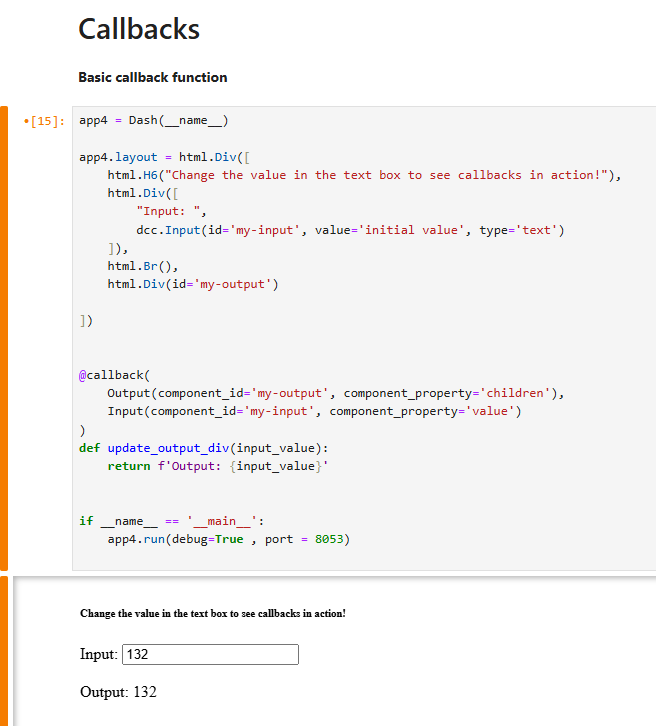 Callbacks
Basic callback function
•[15]:
app4 = Dash(__name__)
app4.layout = html.Div([
    html.H6("Change the value in the text box to see callbacks in action!"),
    html.Div([
        "Input: ",
        dcc.Input(id='my-input', value='initial value', type='text')
    ]),
    html.Br(),
    html.Div(id='my-output')
])
@callback(
    Output(component_id='my-output', component_property='children'),
    Input(component_id='my-input', component_property='value')
)
def update_output_div(input_value):
    return f'Output: {input_value}'
if __name__ == '__main__':
    app4.run(debug=True , port = 8053)
Change the value in the text box to see callbacks in action!
Input: 132
Output: 132